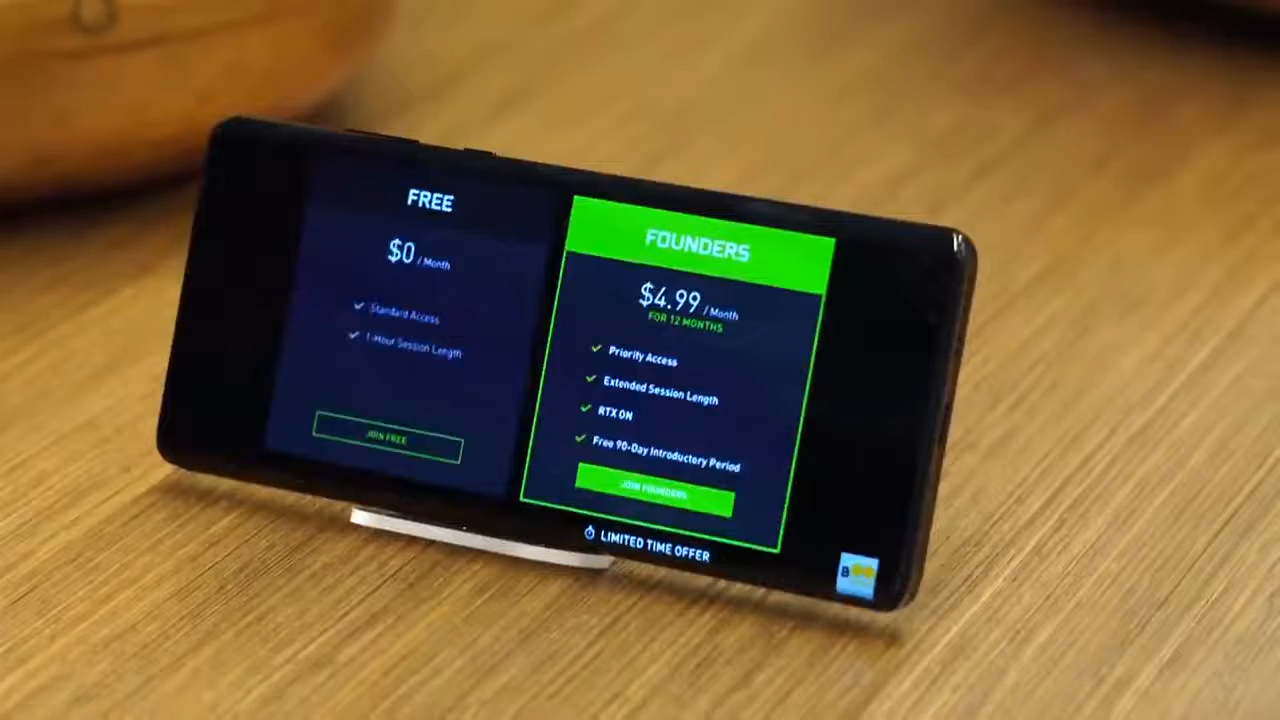 FREE
$0 / Month
Standard Access
1-Hour Session Length
JOIN FREE
FOUNDERS
$4.99 / Month
FOR 12 MONTHS
Priority Access
Extended Session Length
RTX ON
Free 90-Day Introductory Period
JOIN FOUNDERS
LIMITED TIME OFFER
B